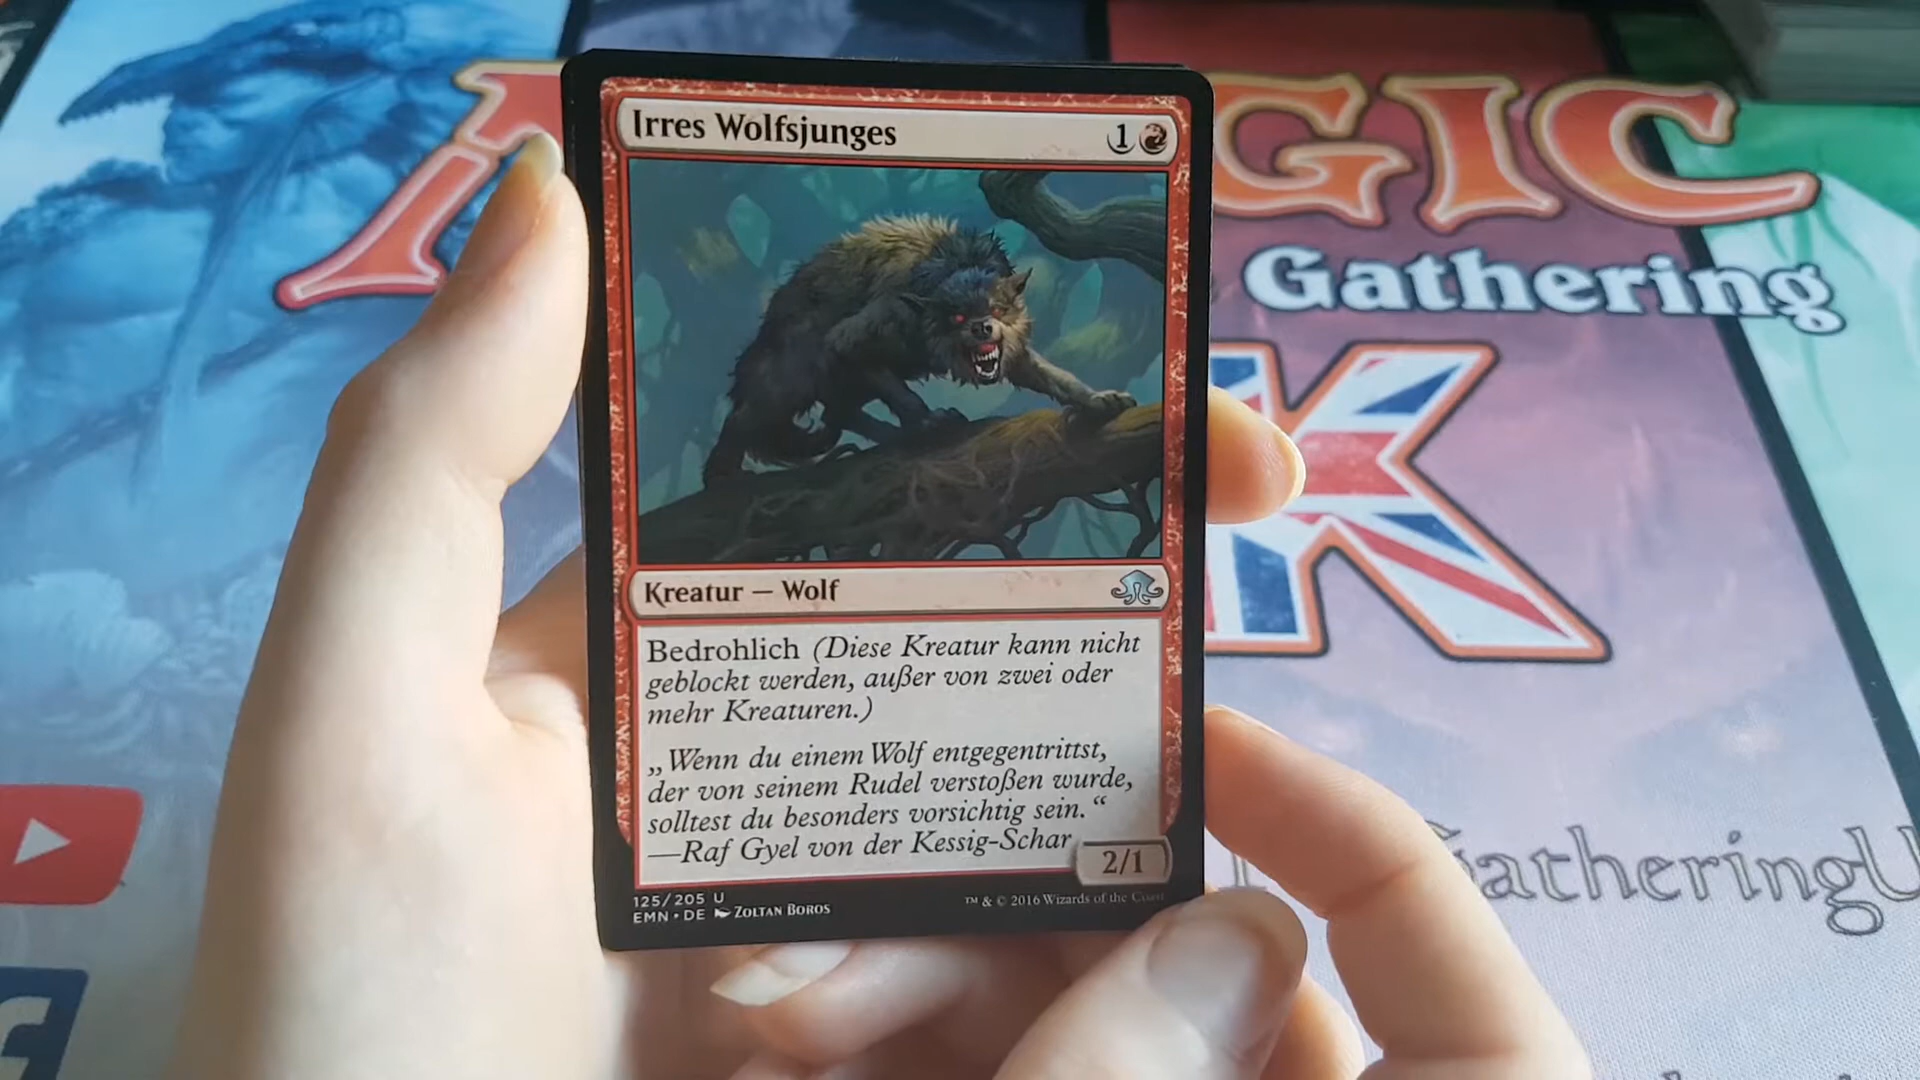 GIC
Gathering
K
Irres Wolfsjunges
1
Kreatur — Wolf
Bedrohlich (Diese Kreatur kann nicht
geblockt werden, außer von zwei oder
mehr Kreaturen.)
„Wenn du einem Wolf entgegentrittst,
der von seinem Rudel verstoßen wurde,
solltest du besonders vorsichtig sein.“
—Raf Gyel von der Kessig-Schar
2/1
125/205 U
EMN • DE Zoltan Boros
™ & © 2016 Wizards of the Coast
GatheringU